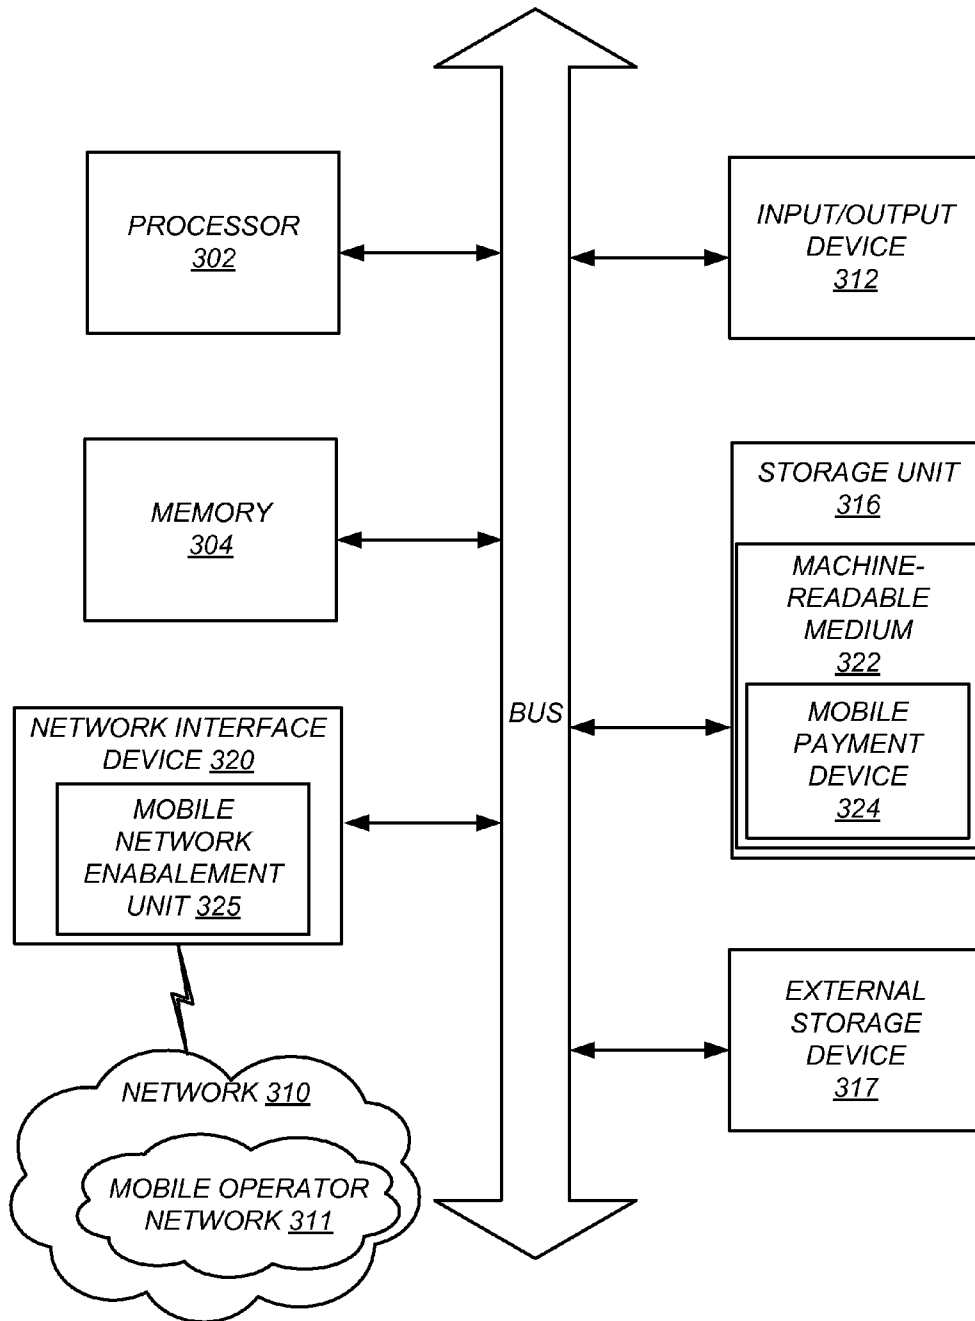 PROCESSOR
302
INPUT/OUTPUT
DEVICE
312
MEMORY
304
STORAGE UNIT
316
MACHINE-
READABLE
MEDIUM
322
MOBILE
PAYMENT
DEVICE
324
BUS
NETWORK INTERFACE
DEVICE 320
MOBILE
NETWORK
ENABALEMENT
UNIT 325
EXTERNAL
STORAGE
DEVICE
317
NETWORK 310
MOBILE OPERATOR
NETWORK 311